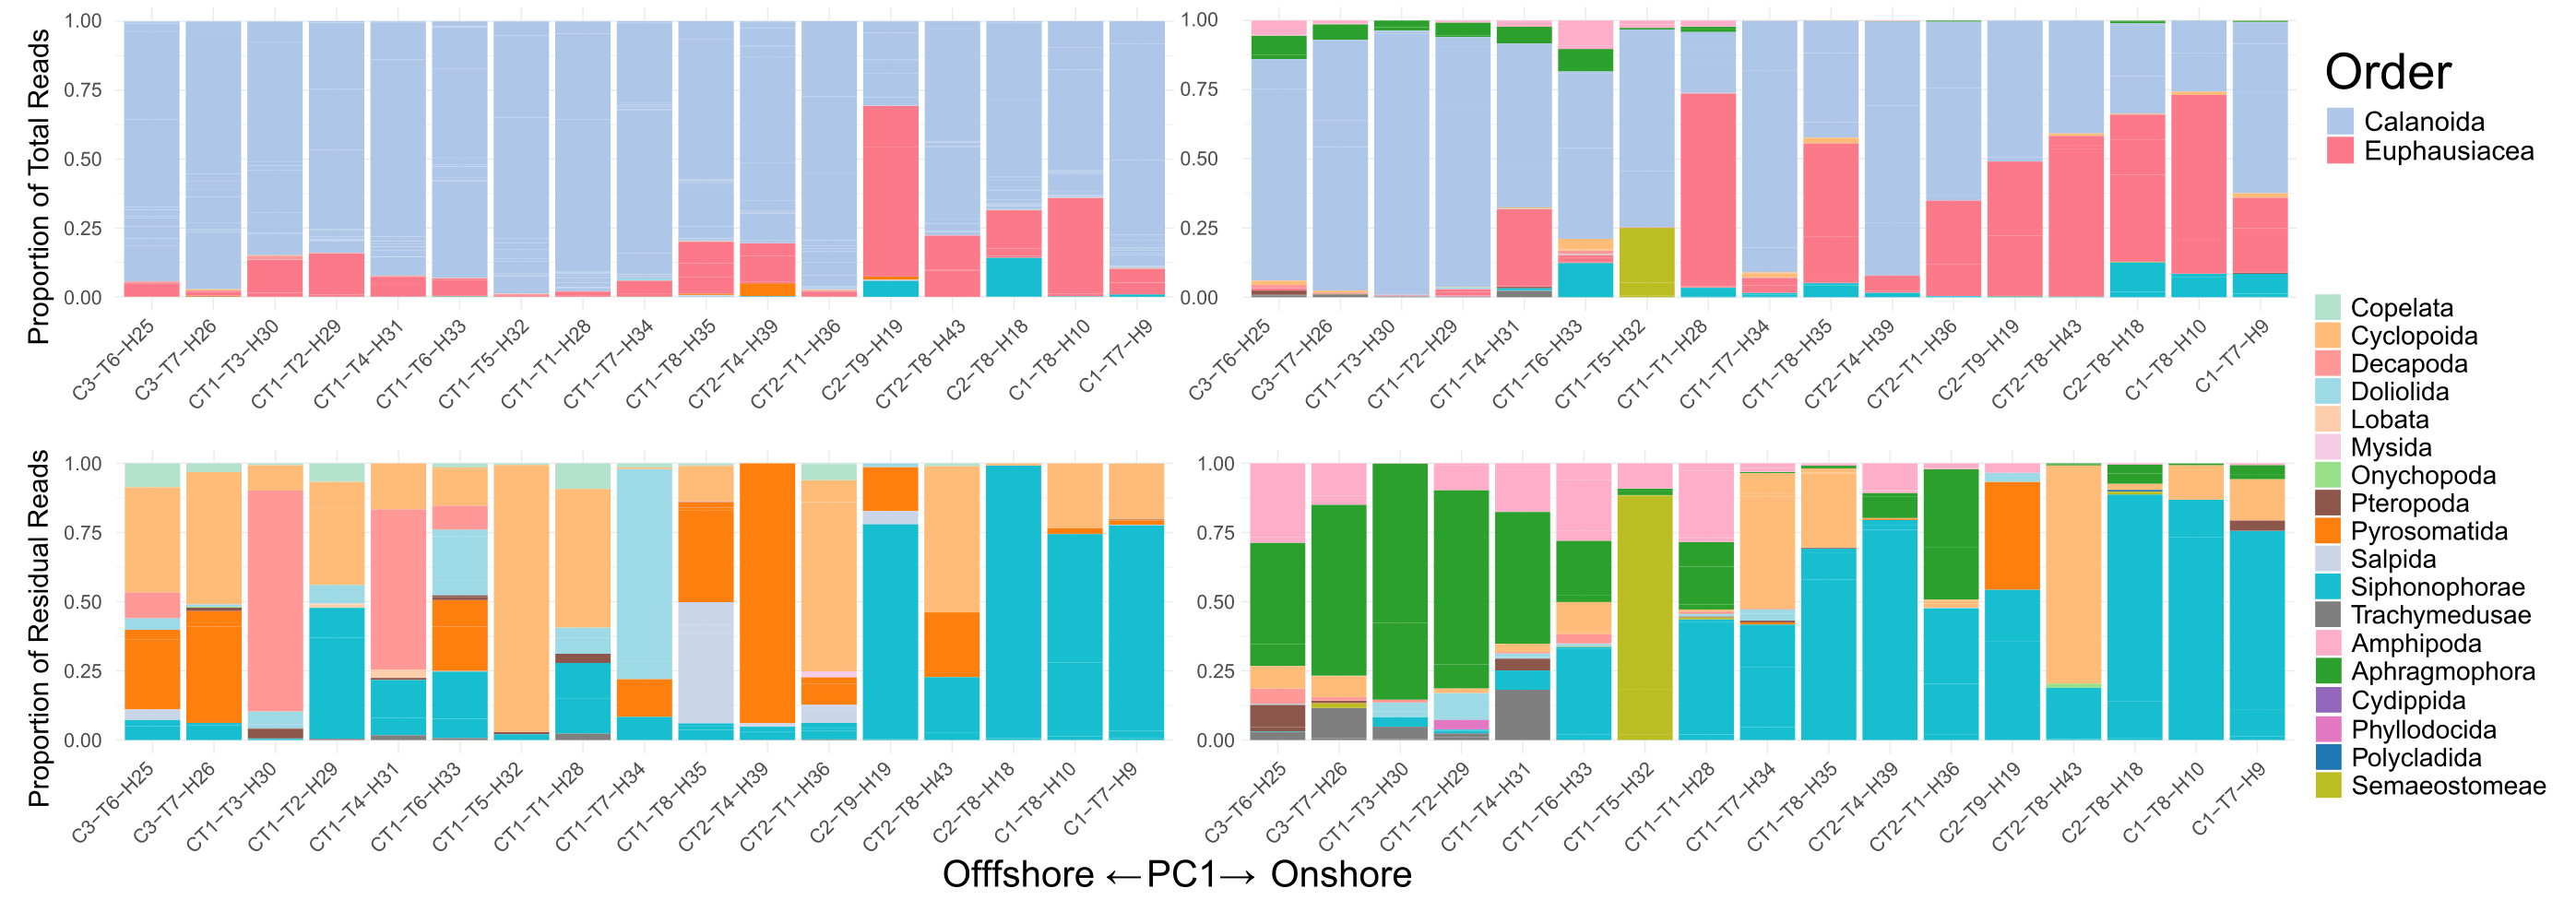 Proportion of Total Reads
1.00
0.75
0.50
0.25
0.00
C3−T6−H25
C3−T7−H26
CT1−T3−H30
CT1−T2−H29
CT1−T4−H31
CT1−T6−H33
CT1−T5−H32
CT1−T1−H28
CT1−T7−H34
CT1−T8−H35
CT2−T4−H39
CT2−T1−H36
C2−T9−H19
CT2−T8−H43
C2−T8−H18
C1−T8−H10
C1−T7−H9
1.00
0.75
0.50
0.25
0.00
C3−T6−H25
C3−T7−H26
CT1−T3−H30
CT1−T2−H29
CT1−T4−H31
CT1−T6−H33
CT1−T5−H32
CT1−T1−H28
CT1−T7−H34
CT1−T8−H35
CT2−T4−H39
CT2−T1−H36
C2−T9−H19
CT2−T8−H43
C2−T8−H18
C1−T8−H10
C1−T7−H9
Order
Calanoida
Euphausiacea
Copelata
Cyclopoida
Decapoda
Doliolida
Lobata
Mysida
Onychopoda
Pteropoda
Pyrosomatida
Salpida
Siphonophorae
Trachymedusae
Amphipoda
Aphragmophora
Cydippida
Phyllodocida
Polycladida
Semaeostomeae
Proportion of Residual Reads
1.00
0.75
0.50
0.25
0.00
C3−T6−H25
C3−T7−H26
CT1−T3−H30
CT1−T2−H29
CT1−T4−H31
CT1−T6−H33
CT1−T5−H32
CT1−T1−H28
CT1−T7−H34
CT1−T8−H35
CT2−T4−H39
CT2−T1−H36
C2−T9−H19
CT2−T8−H43
C2−T8−H18
C1−T8−H10
C1−T7−H9
1.00
0.75
0.50
0.25
0.00
C3−T6−H25
C3−T7−H26
CT1−T3−H30
CT1−T2−H29
CT1−T4−H31
CT1−T6−H33
CT1−T5−H32
CT1−T1−H28
CT1−T7−H34
CT1−T8−H35
CT2−T4−H39
CT2−T1−H36
C2−T9−H19
CT2−T8−H43
C2−T8−H18
C1−T8−H10
C1−T7−H9
Offfshore ←PC1→ Onshore